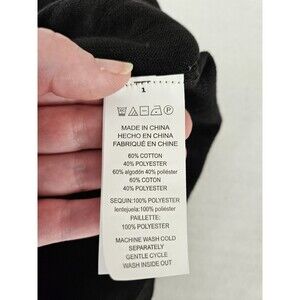 1
MADE IN CHINA
HECHO EN CHINA
FABRIQUÉ EN CHINE
60% COTTON
40% POLYESTER
60% algodón 40% poliéster
60% COTON
40% POLYESTER
SEQUIN:100% POLYESTER
lentejuela:100% poliéster
PAILLETTE:
100% POLYESTER
MACHINE WASH COLD
SEPARATELY
GENTLE CYCLE
WASH INSIDE OUT